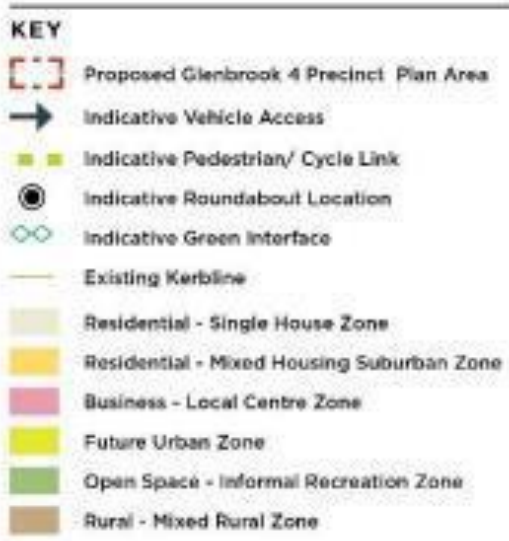 KEY
Proposed Glenbrook 4 Precinct Plan Area
Indicative Vehicle Access
Indicative Pedestrian/ Cycle Link
Indicative Roundabout Location
Indicative Green Interface
Existing Kerbline
Residential - Single House Zone
Residential - Mixed Housing Suburban Zone
Business - Local Centre Zone
Future Urban Zone
Open Space - Informal Recreation Zone
Rural - Mixed Rural Zone